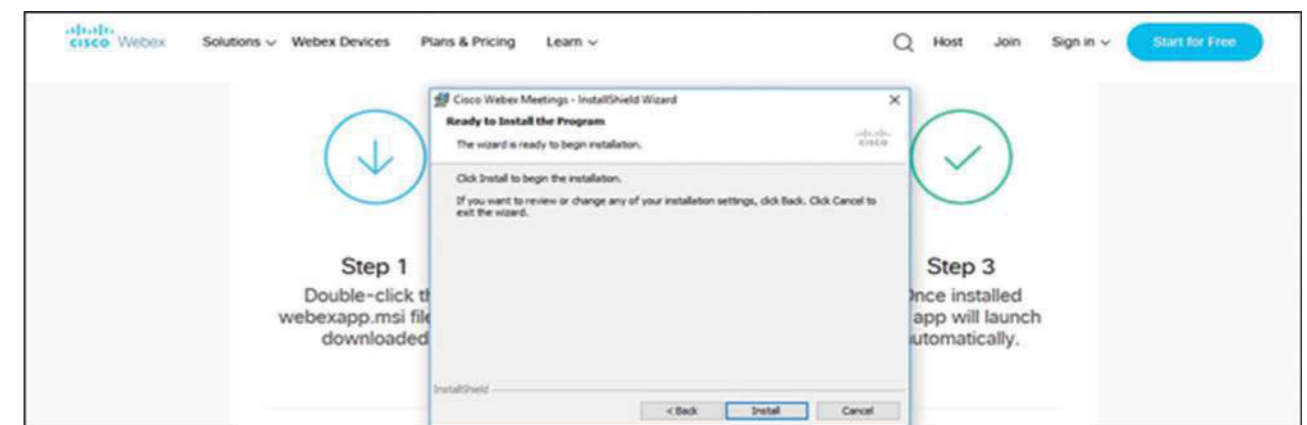 cisco Webex Solutions Webex Devices Plans & Pricing Learn Host Join Sign in Start for Free
Cisco Webex Meetings - InstallShield Wizard
Ready to Install the Program
The wizard is ready to begin installation.
cisco
Click Install to begin the installation.
If you want to review or change any of your installation settings, click Back. Click Cancel to
exit the wizard.
InstallShield
< Back Install Cancel
Step 1
Double-click
webexapp.msi
downloaded
Step 3
installed
app will launch